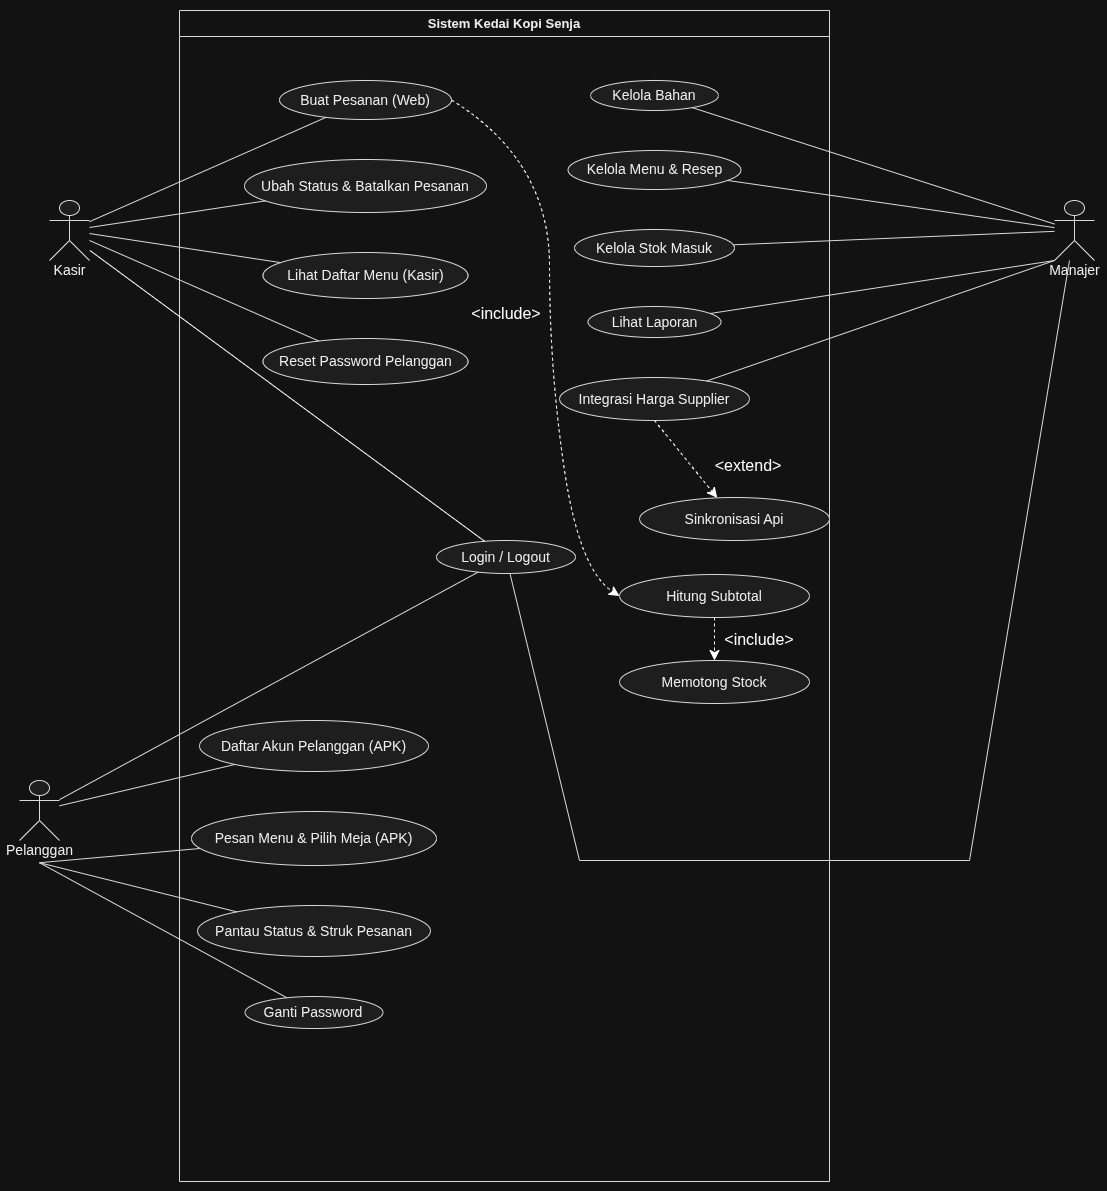 Sistem Kedai Kopi Senja
Buat Pesanan (Web)
Kelola Bahan
Ubah Status & Batalkan Pesanan
Kelola Menu & Resep
Kasir
Manajer
Kelola Stok Masuk
Lihat Daftar Menu (Kasir)
<include>
Lihat Laporan
Reset Password Pelanggan
Integrasi Harga Supplier
<extend>
Sinkronisasi Api
Login / Logout
Hitung Subtotal
<include>
Memotong Stock
Daftar Akun Pelanggan (APK)
Pelanggan
Pesan Menu & Pilih Meja (APK)
Pantau Status & Struk Pesanan
Ganti Password